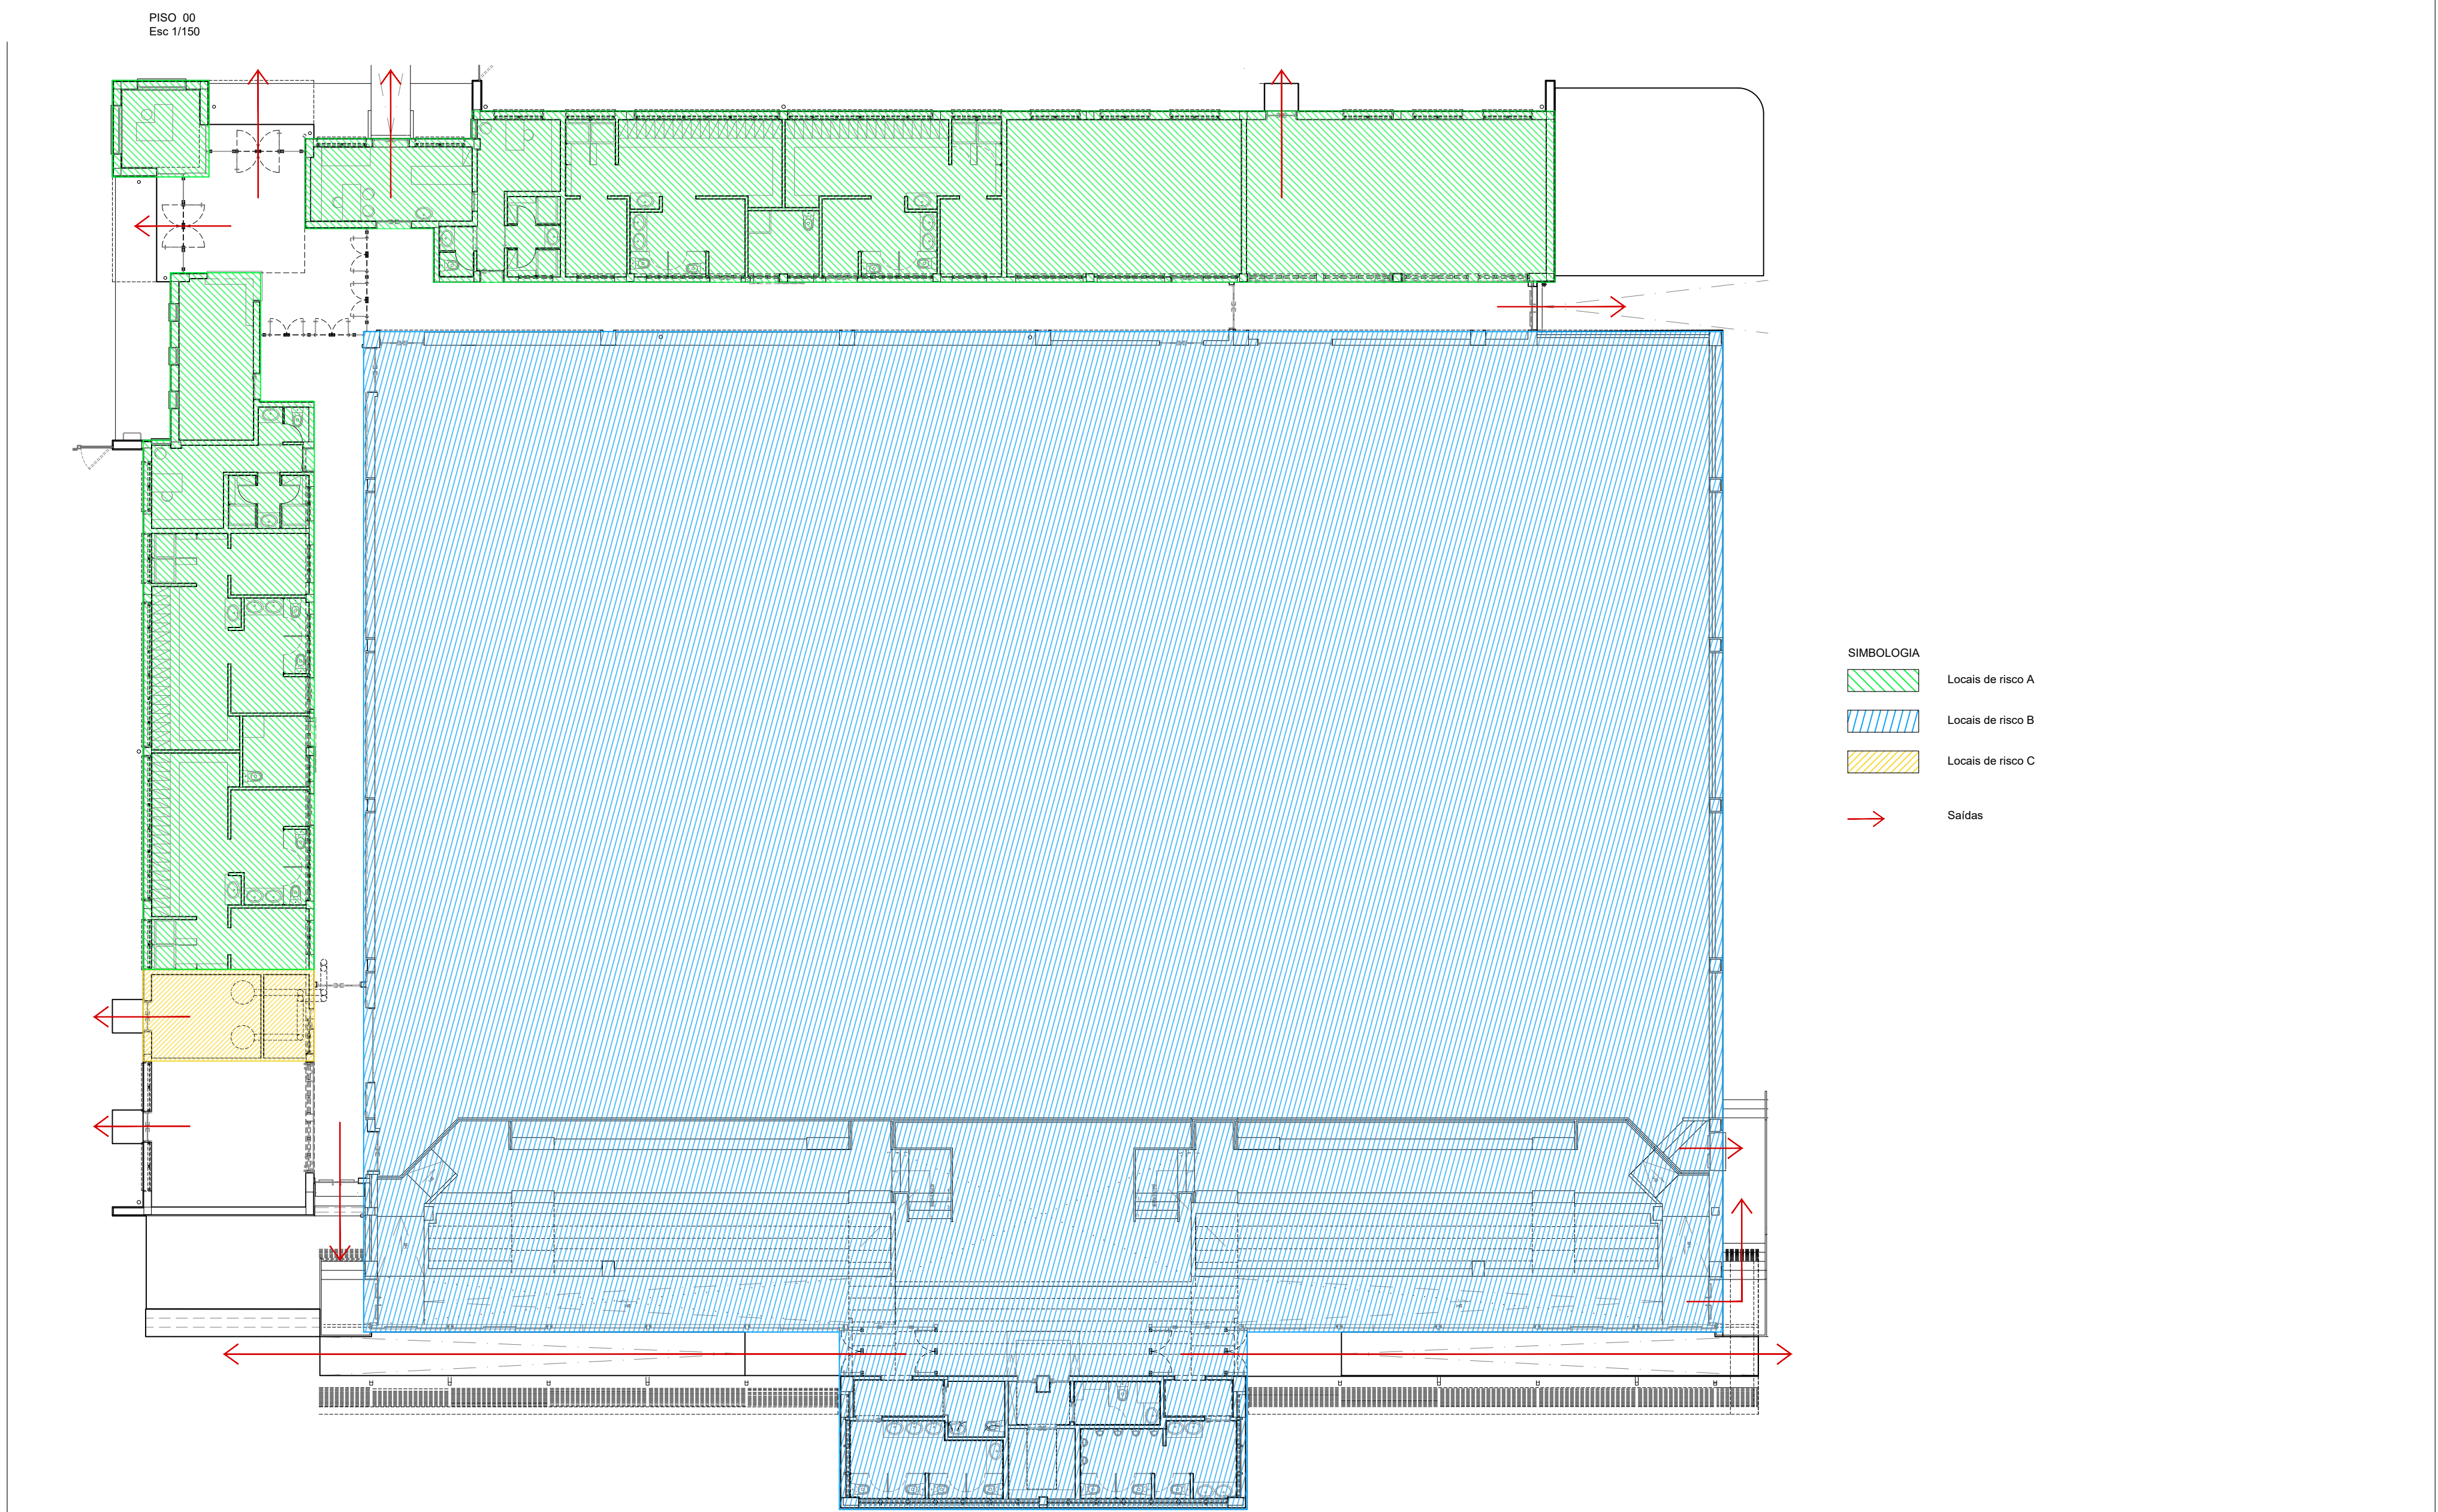 PISO 00
Esc 1/150
SIMBOLOGIA
Locais de risco A
Locais de risco B
Locais de risco C
Saídas